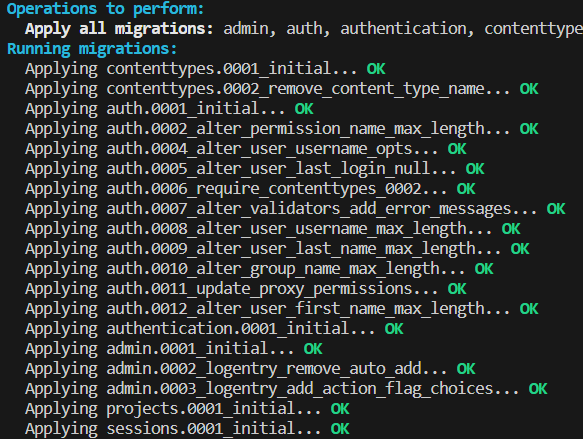 Operations to perform:
Apply all migrations: admin, auth, authentication, contenttype
Running migrations:
Applying contenttypes.0001_initial... OK
Applying contenttypes.0002_remove_content_type_name... OK
Applying auth.0001_initial... OK
Applying auth.0002_alter_permission_name_max_length... OK
Applying auth.0004_alter_user_username_opts... OK
Applying auth.0005_alter_user_last_login_null... OK
Applying auth.0006_require_contenttypes_0002... OK
Applying auth.0007_alter_validators_add_error_messages... OK
Applying auth.0008_alter_user_username_max_length... OK
Applying auth.0009_alter_user_last_name_max_length... OK
Applying auth.0010_alter_group_name_max_length... OK
Applying auth.0011_update_proxy_permissions... OK
Applying auth.0012_alter_user_first_name_max_length... OK
Applying authentication.0001_initial... OK
Applying admin.0001_initial... OK
Applying admin.0002_logentry_remove_auto_add... OK
Applying admin.0003_logentry_add_action_flag_choices... OK
Applying projects.0001_initial... OK
Applying sessions.0001_initial... OK